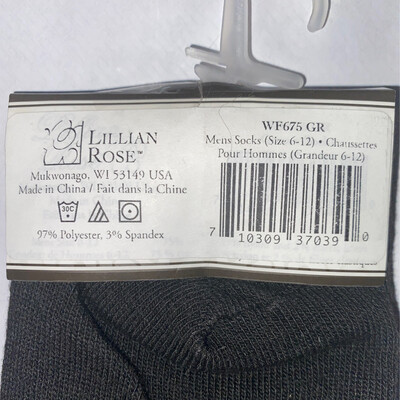 LILLIAN
ROSE™
Mukwonago, WI 53149 USA
Made in China / Fait dans la Chine
30C
97% Polyester, 3% Spandex
WF675 GR
Mens Socks (Size 6-12) • Chaussettes
Pour Hommes (Grandeur 6-12)
7 10309 37039 0